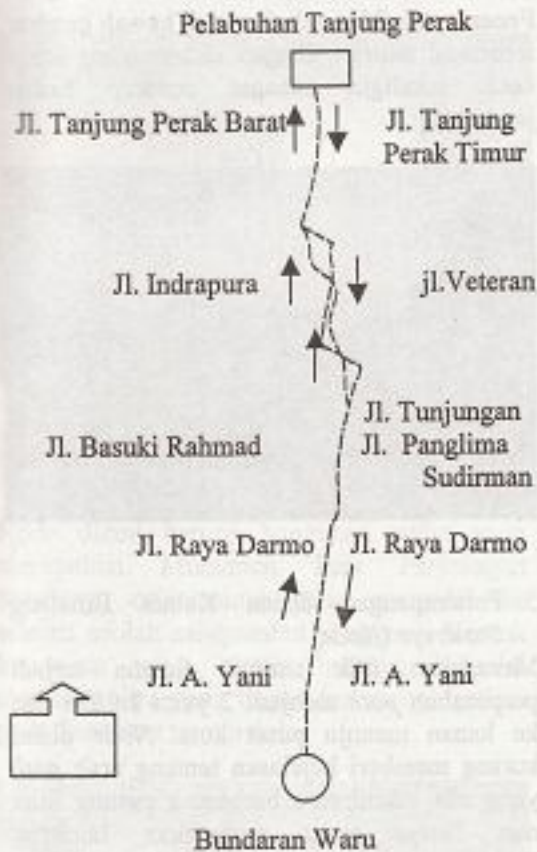 Pelabuhan Tanjung Perak
Jl. Tanjung Perak Barat
Jl. Tanjung
Perak Timur
Jl. Indrapura
jl.Veteran
Jl. Tunjungan
Jl. Basuki Rahmad
Jl. Panglima
Sudirman
Jl. Raya Darmo
Jl. Raya Darmo
Jl. A. Yani
Jl. A. Yani
Bundaran Waru